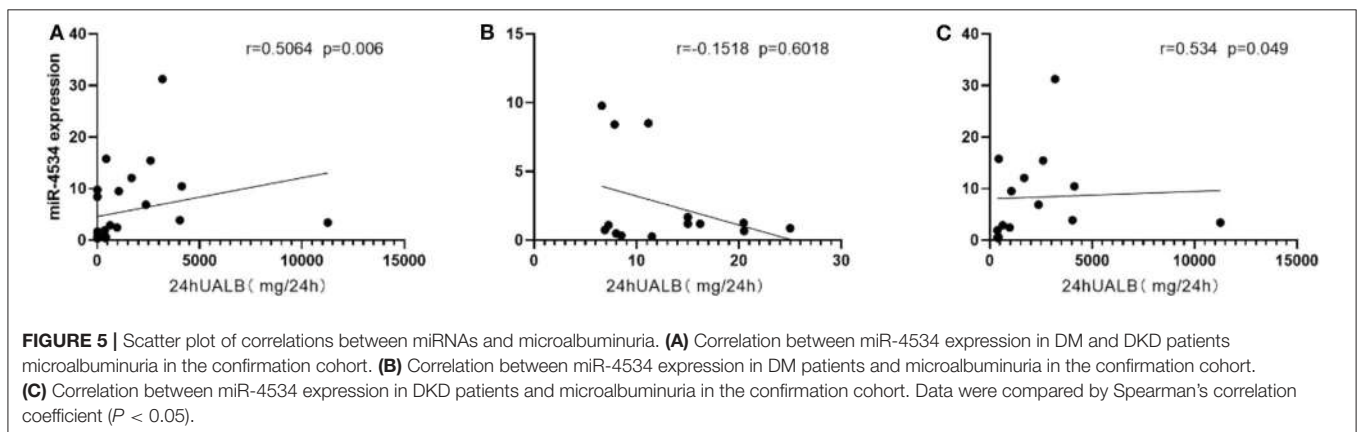 A
r=0.5064 p=0.006
miR-4534 expression
40
30
20
10
0
0 5000 10000 15000
24hUALB( mg/24h)
B
r=-0.1518 p=0.6018
15
10
5
0
0 10 20 30
24hUALB( mg/24h)
C
r=0.534 p=0.049
40
30
20
10
0
0 5000 10000 15000
24hUALB( mg/24h)
FIGURE 5 | Scatter plot of correlations between miRNAs and microalbuminuria. (A) Correlation between miR-4534 expression in DM and DKD patients
microalbuminuria in the confirmation cohort. (B) Correlation between miR-4534 expression in DM patients and microalbuminuria in the confirmation cohort.
(C) Correlation between miR-4534 expression in DKD patients and microalbuminuria in the confirmation cohort. Data were compared by Spearman's correlation
coefficient (P < 0.05).